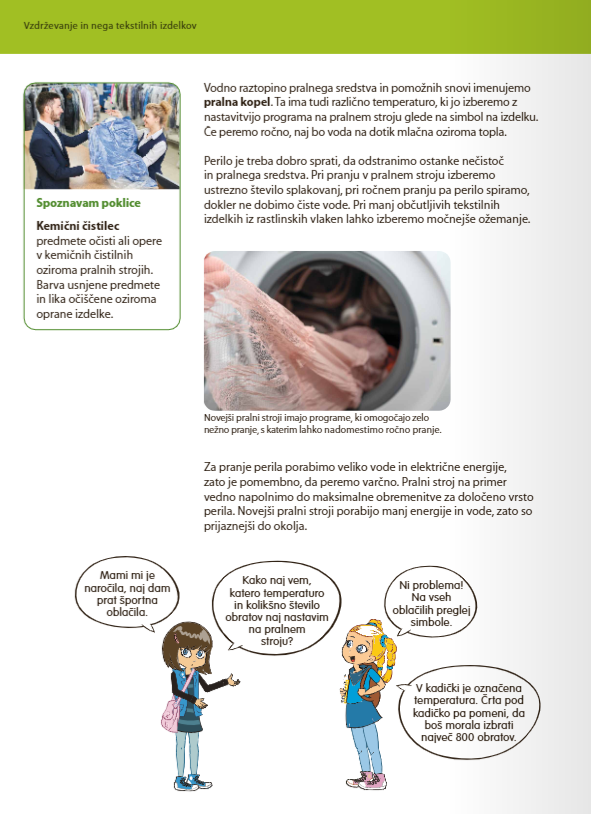 Vzdrževanje in nega tekstilnih izdelkov
Spoznavam poklice
Kemični čistilec
predmete očisti ali opere
v kemičnih čistilnih
oziroma pralnih strojih.
Barva usnjene predmete
in lika očiščene oziroma
oprane izdelke.
Vodno raztopino pralnega sredstva in pomožnih snovi imenujemo
pralna kopel. Ta ima tudi različno temperaturo, ki jo izberemo z
nastavitvijo programa na pralnem stroju glede na simbol na izdelku.
Če peremo ročno, naj bo voda na dotik mlačna oziroma topla.
Perilo je treba dobro sprati, da odstranimo ostanke nečistoč
in pralnega sredstva. Pri pranju v pralnem stroju izberemo
ustrezno število splakovanj, pri ročnem pranju pa perilo spiramo,
dokler ne dobimo čiste vode. Pri manj občutljivih tekstilnih
izdelkih iz rastlinskih vlaken lahko izberemo močnejše ožemanje.
Novejši pralni stroji imajo programe, ki omogočajo zelo
nežno pranje, s katerim lahko nadomestimo ročno pranje.
Za pranje perila porabimo veliko vode in električne energije,
zato je pomembno, da peremo varčno. Pralni stroj na primer
vedno napolnimo do maksimalne obremenitve za določeno vrsto
perila. Novejši pralni stroji porabijo manj energije in vode, zato so
prijaznejši do okolja.
Mami mi je
naročila, naj dam
prat športna
oblačila.
Kako naj vem,
katero temperaturo
in kolikšno število
obratov naj nastavim
na pralnem
stroju?
Ni problema!
Na vseh
oblačilih preglej
simbole.
V kadički je označena
temperatura. Črta pod
kadičko pa pomeni, da
boš morala izbrati
največ 800 obratov.